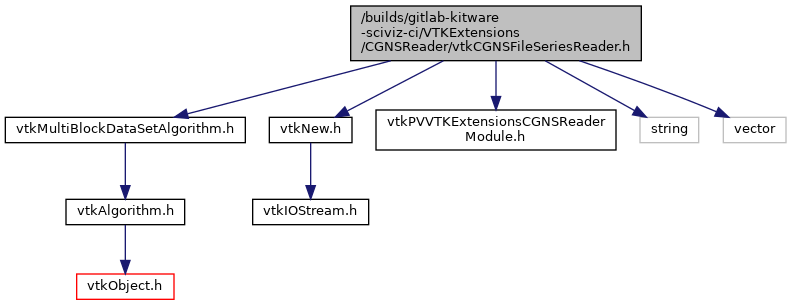 /builds/gitlab-kitware
-sciviz-ci/VTKExtensions
/CGNSReader/vtkCGNSFileSeriesReader.h
vtkMultiBlockDataSetAlgorithm.h
vtkNew.h
vtkPVVTKExtensionsCGNSReader
Module.h
string
vector
vtkAlgorithm.h
vtkIOStream.h
vtkObject.h